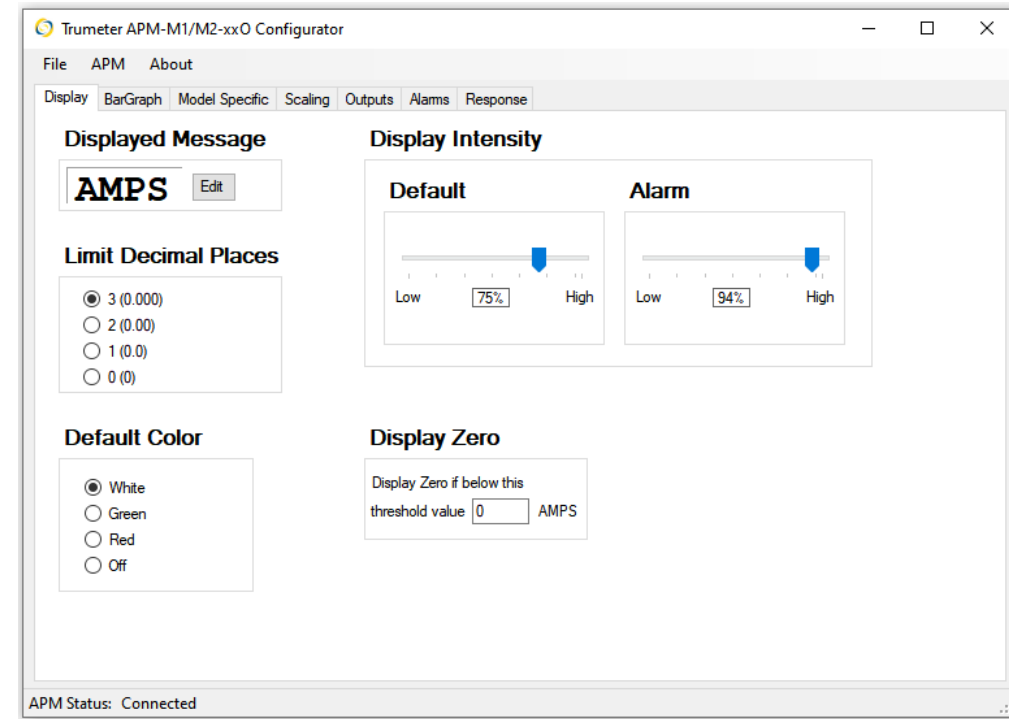 Trumeter APM-M1/M2-xxO Configurator
File APM About
Display BarGraph Model Specific Scaling Outputs Alarms Response
Displayed Message
AMPS Edit
Limit Decimal Places
3 (0.000)
2 (0.00)
1 (0.0)
0 (0)
Default Color
White
Green
Red
Off
Display Intensity
Default
Low 75% High
Alarm
Low 94% High
Display Zero
Display Zero if below this
threshold value 0 AMPS
APM Status: Connected